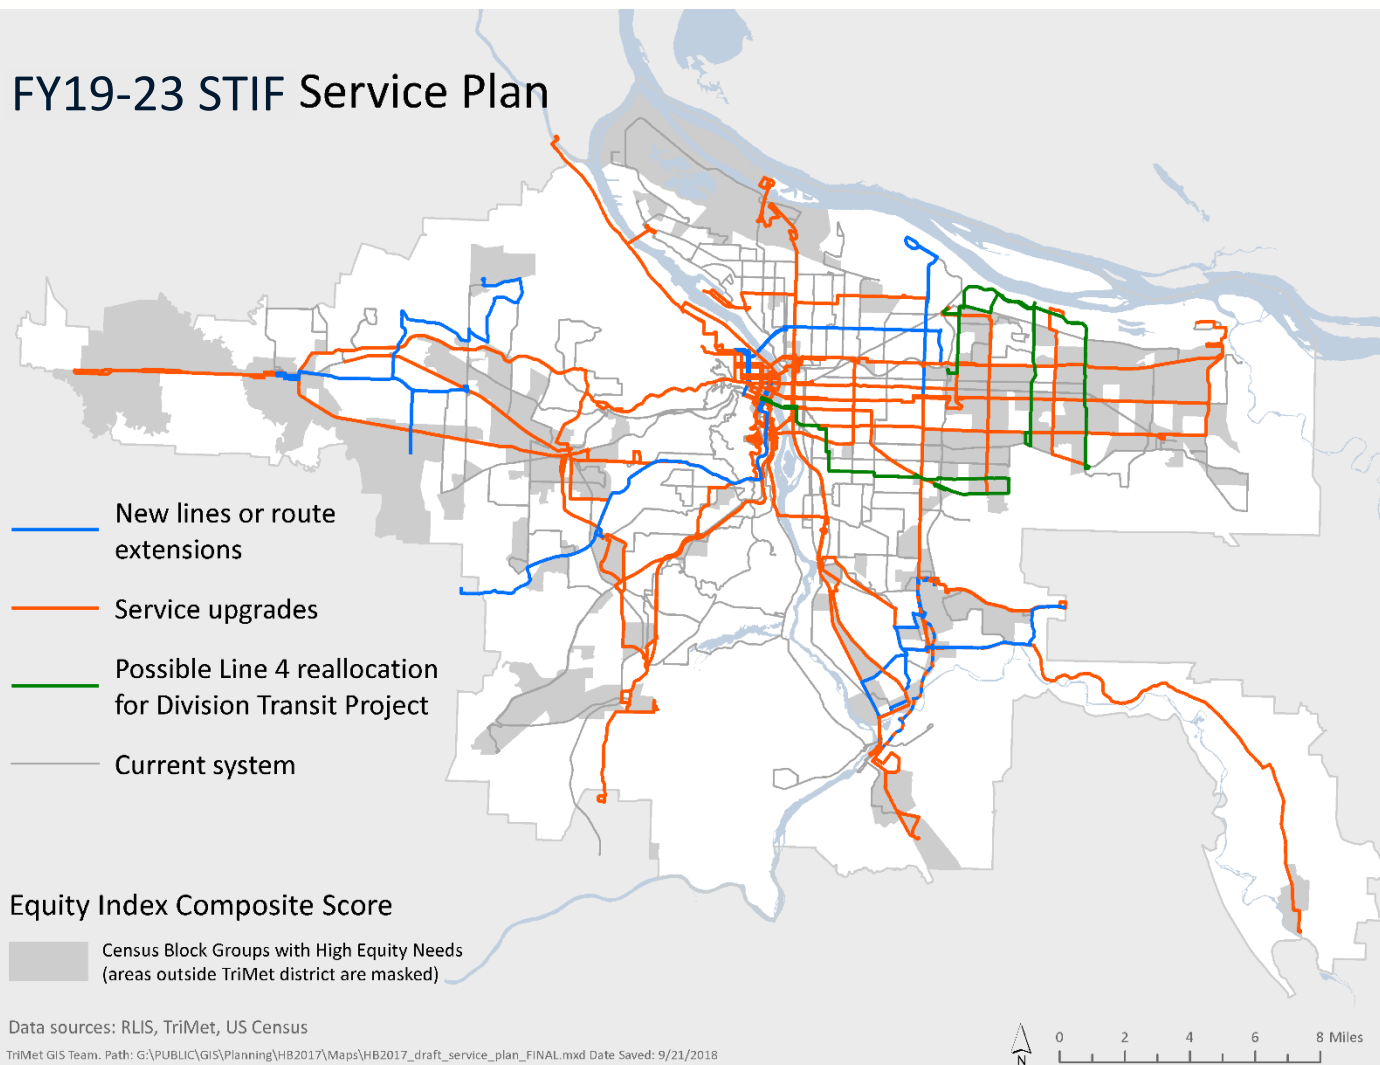 FY19-23 STIF Service Plan
New lines or route
extensions
Service upgrades
Possible Line 4 reallocation
for Division Transit Project
Current system
Equity Index Composite Score
Census Block Groups with High Equity Needs
(areas outside TriMet district are masked)
Data sources: RLIS, TriMet, US Census
TriMet GIS Team. Path: G:\PUBLIC\GIS\Planning\HB2017\Maps\HB2017_draft_service_plan_FINAL.mxd Date Saved: 9/21/2018
N
0 2 4 6 8 Miles